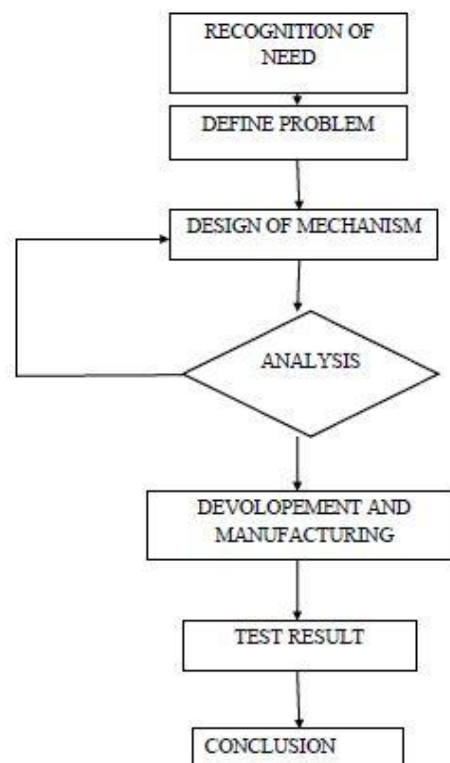 RECOGNITION OF
NEED
DEFINE PROBLEM
DESIGN OF MECHANISM
ANALYSIS
DEVOLOPEMENT AND
MANUFACTURING
TEST RESULT
CONCLUSION